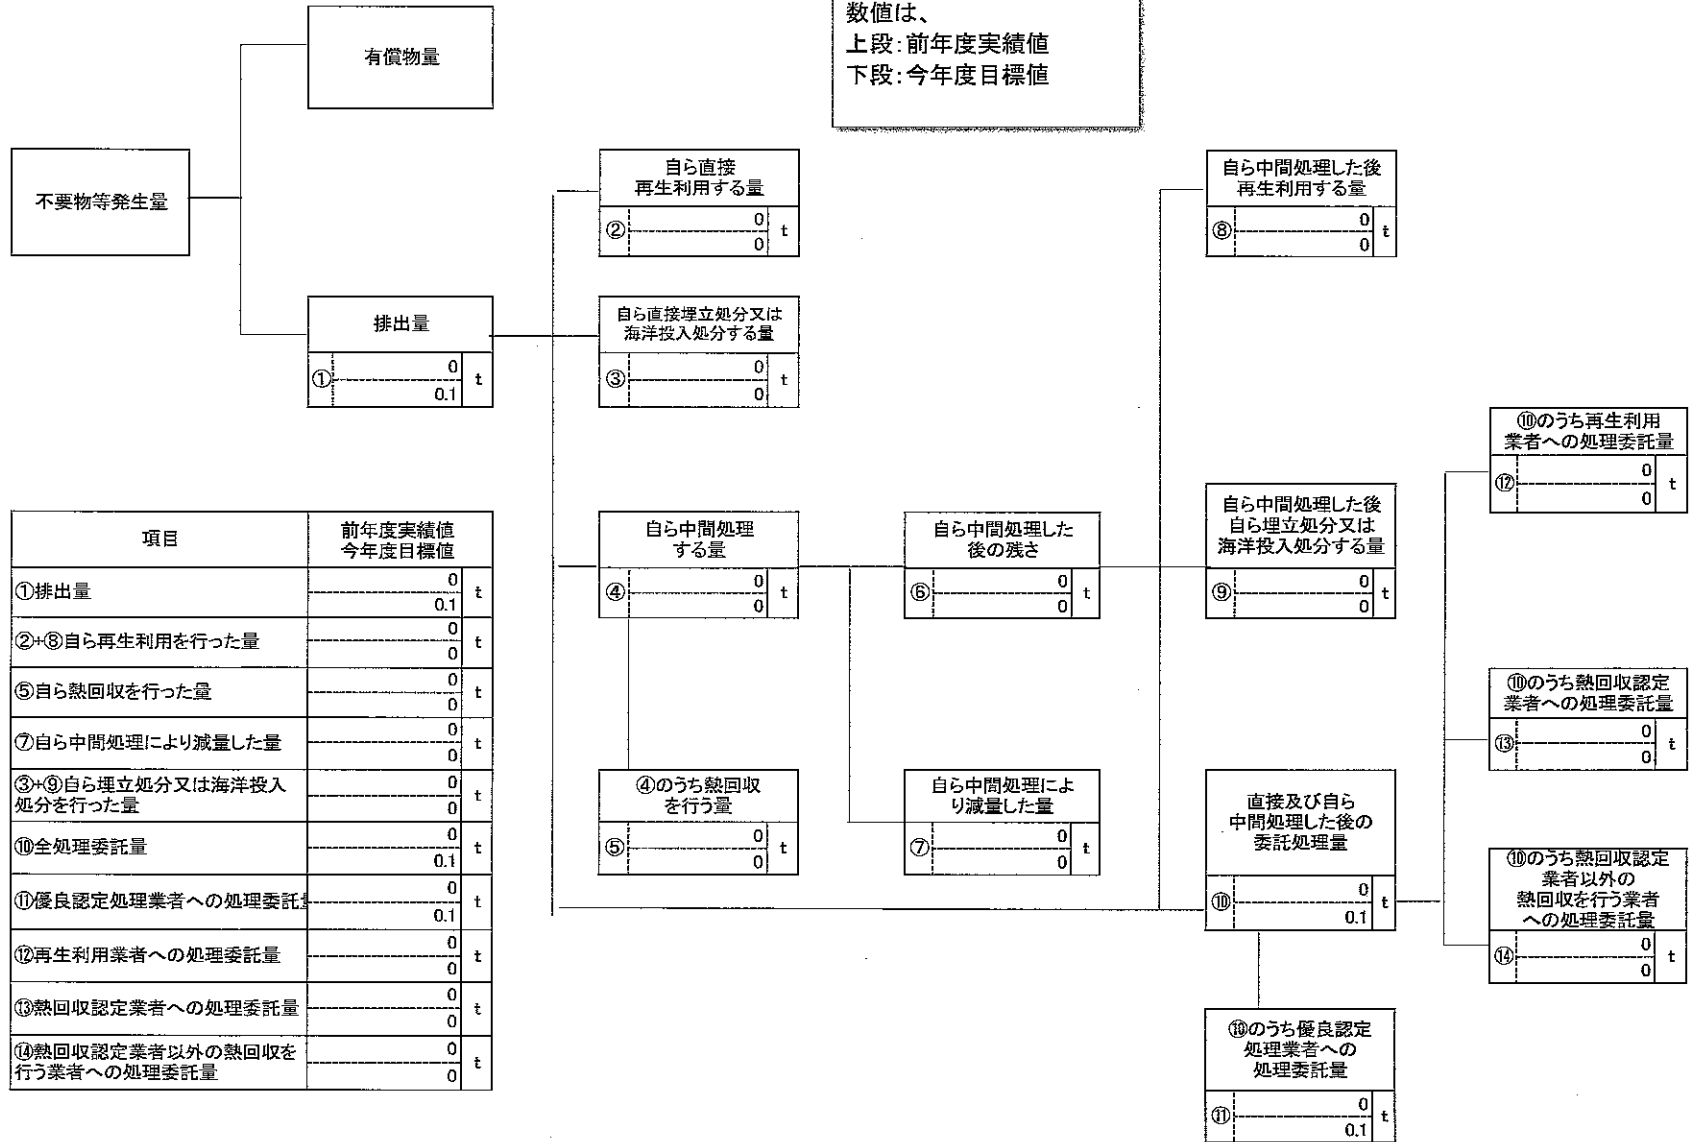 数値は、
上段：前年度実績値
下段：今年度目標値
有償物量
不要物等発生量
排出量
①
0
0.1
t
自ら直接
再生利用する量
②
0
0
t
自ら直接埋立処分又は
海洋投入処分する量
③
0
0
t
自ら中間処理
する量
④
0
0
t
④のうち熱回収
を行う量
⑤
0
0
t
自ら中間処理した
後の残さ
⑥
0
0
t
自ら中間処理によ
り減量した量
⑦
0
0
t
自ら中間処理した後
再生利用する量
⑧
0
0
t
自ら中間処理した後
自ら埋立処分又は
海洋投入処分する量
⑨
0
0
t
直接及び自ら
中間処理した後の
委託処理量
⑩
0
0.1
t
⑩のうち優良認定
処理業者への
処理委託量
⑪
0
0.1
t
⑩のうち再生利用
業者への処理委託量
⑫
0
0
t
⑩のうち熱回収認定
業者への処理委託量
⑬
0
0
t
⑩のうち熱回収認定
業者以外の
熱回収を行う業者
への処理委託量
⑭
0
0
t
項目
前年度実績値
今年度目標値
①排出量
0
0.1
t
②+⑧自ら再生利用を行った量
0
0
t
⑤自ら熱回収を行った量
0
0
t
⑦自ら中間処理により減量した量
0
0
t
③+⑨自ら埋立処分又は海洋投入
処分を行った量
0
0
t
⑩全処理委託量
0
0.1
t
⑪優良認定処理業者への処理委託
0
0.1
t
⑫再生利用業者への処理委託量
0
0
t
⑬熱回収認定業者への処理委託量
0
0
t
⑭熱回収認定業者以外の熱回収を
行う業者への処理委託量
0
0
t